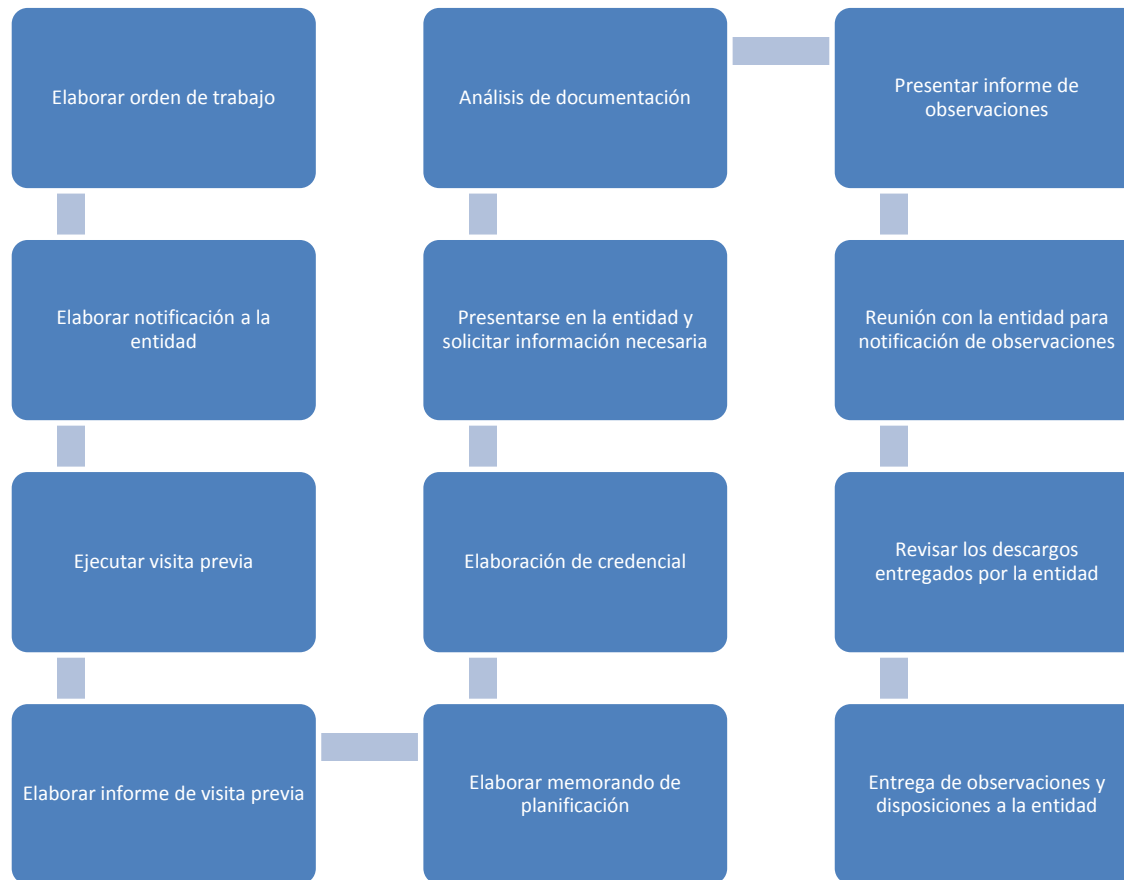 Elaborar orden de trabajo
Elaborar notificación a la
entidad
Ejecutar visita previa
Elaborar informe de visita previa
Elaborar memorando de
planificación
Elaboración de credencial
Presentarse en la entidad y
solicitar información necesaria
Análisis de documentación
Presentar informe de
observaciones
Reunión con la entidad para
notificación de observaciones
Revisar los descargos
entregados por la entidad
Entrega de observaciones y
disposiciones a la entidad